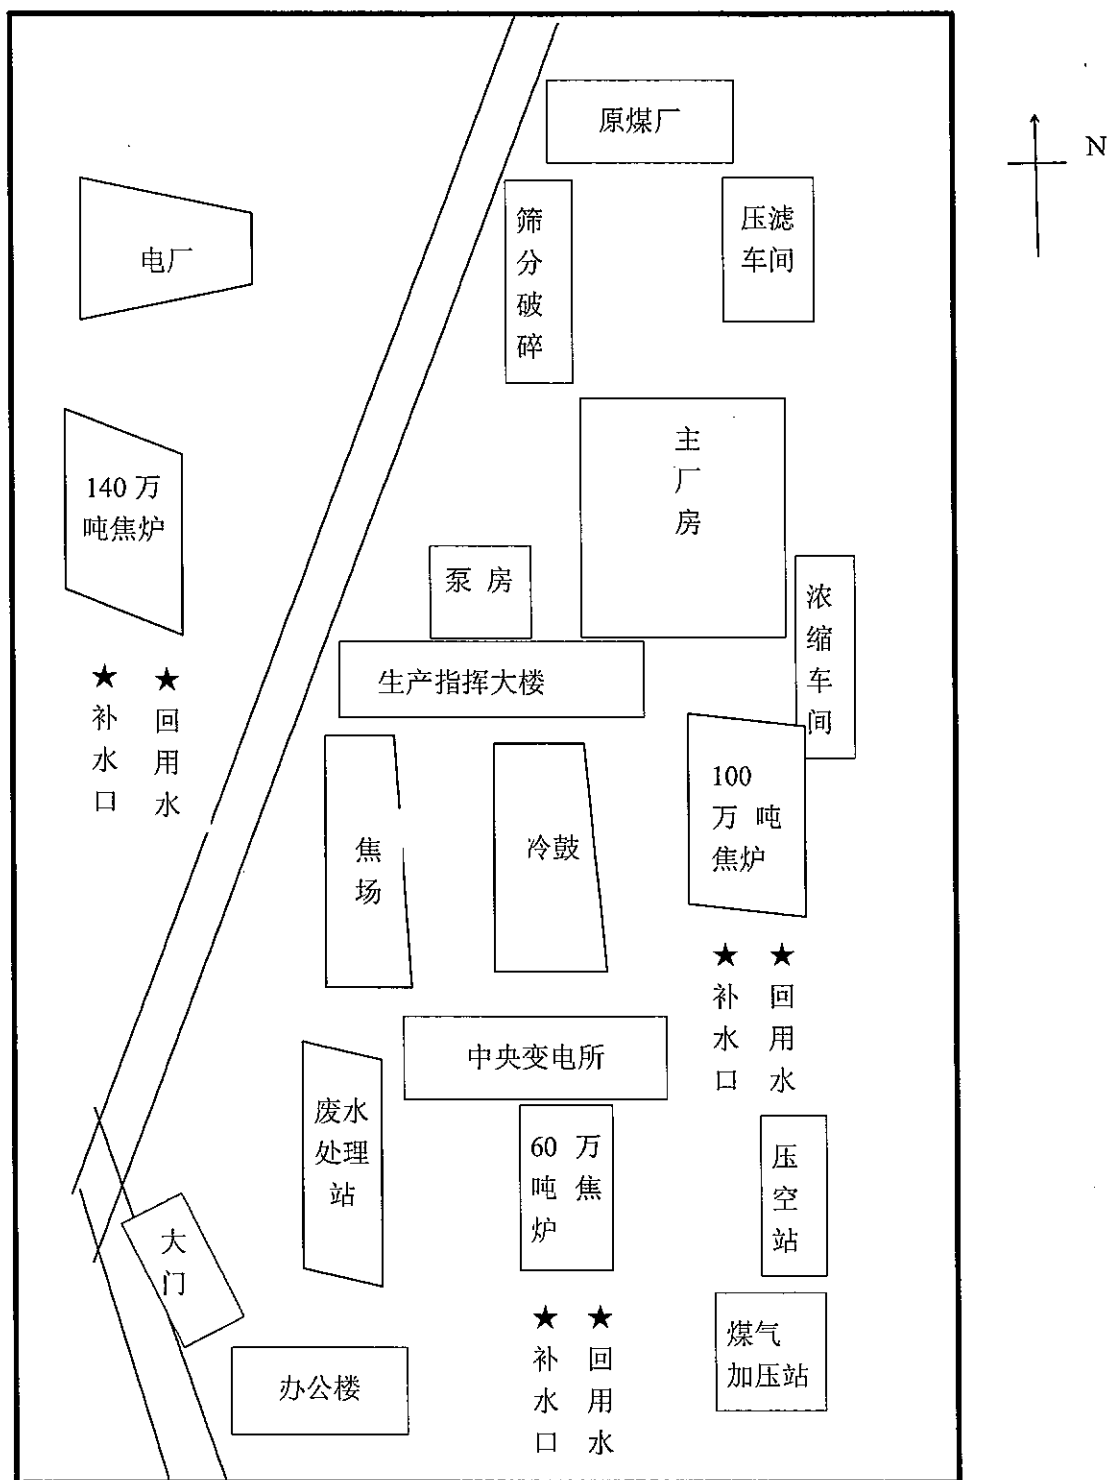 原煤厂
N
筛
分
破
碎
压滤
车间
电厂
主
厂
房
140 万
吨焦炉
泵 房
浓
缩
车
间
生产指挥大楼
★ ★
补
水
口
回
用
水
100
万 吨
焦炉
焦
场
冷鼓
★ ★
补
水
口
回
用
水
中央变电所
废水
处理
站
60 万
吨 焦
炉
压
空
站
大
门
★ ★
补
水
口
回
用
水
煤气
加压站
办公楼